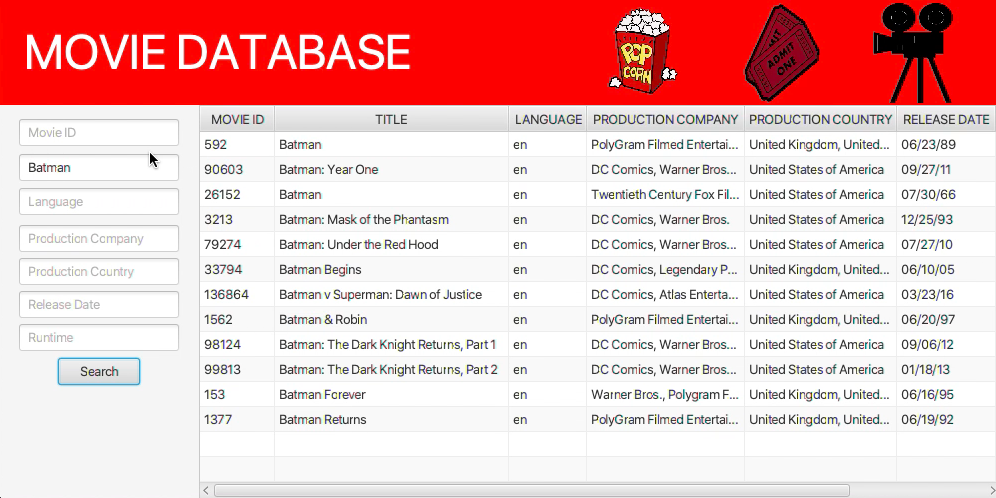 MOVIE DATABASE
POP
CORN
ADMIT
ONE
MIT
Movie ID
Batman
Language
Production Company
Production Country
Release Date
Runtime
Search
MOVIE ID TITLE LANGUAGE PRODUCTION COMPANY PRODUCTION COUNTRY RELEASE DATE
592 Batman en PolyGram Filmed Entertai... United Kingdom, United... 06/23/89
90603 Batman: Year One en DC Comics, Warner Bros... United States of America 09/27/11
26152 Batman en Twentieth Century Fox Fil... United States of America 07/30/66
3213 Batman: Mask of the Phantasm en DC Comics, Warner Bros. United States of America 12/25/93
79274 Batman: Under the Red Hood en DC Comics, Warner Bros... United States of America 07/27/10
33794 Batman Begins en DC Comics, Legendary P... United Kingdom, United... 06/10/05
136864 Batman v Superman: Dawn of Justice en DC Comics, Atlas Enterta... United States of America 03/23/16
1562 Batman & Robin en PolyGram Filmed Entertai... United Kingdom, United... 06/20/97
98124 Batman: The Dark Knight Returns, Part 1 en DC Comics, Warner Bros... United States of America 09/06/12
99813 Batman: The Dark Knight Returns, Part 2 en DC Comics, Warner Bros... United States of America 01/18/13
153 Batman Forever en Warner Bros., Polygram F... United Kingdom, United... 06/16/95
1377 Batman Returns en PolyGram Filmed Entertai... United Kingdom, United... 06/19/92